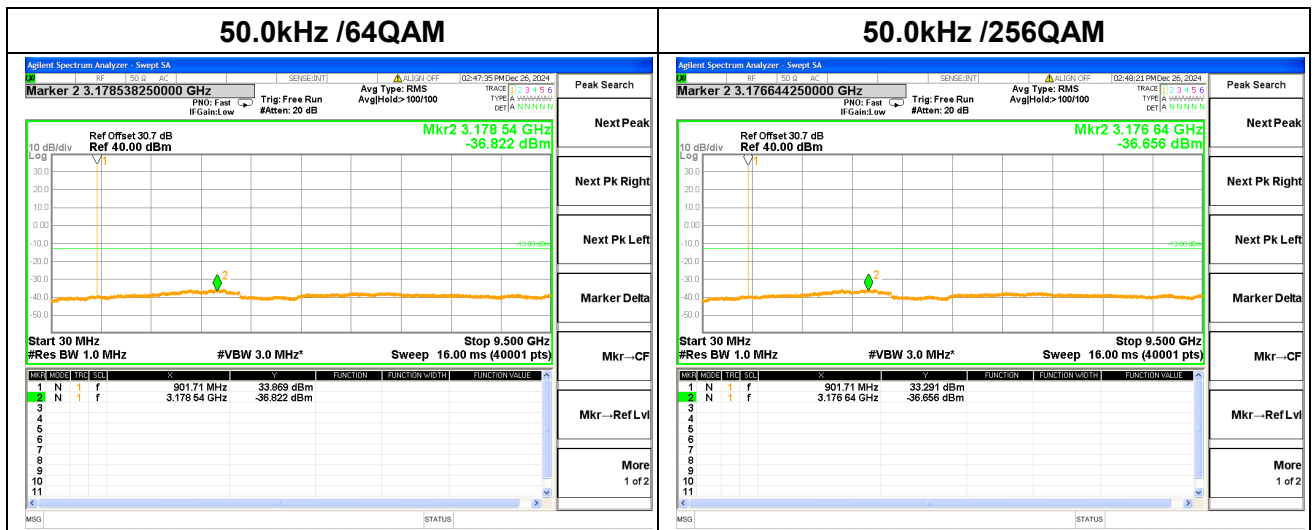 50.0kHz /64QAM
50.0kHz /256QAM
Agilent Spectrum Analyzer - Swept SA
RF 50 Ω AC SENSE:INT ALIGN OFF 02:47:35 PM Dec 26, 2024
Marker 2 3.178538250000 GHz
PNO: Fast
IFGain:Low
Trig: Free Run
#Atten: 20 dB
Avg Type: RMS
Avg|Hold:> 100/100
TRACE 1 2 3 4 5 6
TYPE A WWWWW
DET A N N N N N
Peak Search
Next Peak
Next Pk Right
Next Pk Left
Marker Delta
Mkr→CF
Mkr→Ref Lvl
More
1 of 2
Ref Offset 30.7 dB
Ref 40.00 dBm
Mkr2 3.178 54 GHz
-36.822 dBm
10 dB/div
Log
1
30.0
20.0
10.0
0.00
-10.0
-13.00 dBm
-20.0
-30.0
2
-40.0
-50.0
Start 30 MHz
Stop 9.500 GHz
#Res BW 1.0 MHz
#VBW 3.0 MHz*
Sweep 16.00 ms (40001 pts)
MKR MODE TRC SCL X Y FUNCTION FUNCTION WIDTH FUNCTION VALUE
1 N 1 f 901.71 MHz 33.869 dBm
2 N 1 f 3.178 54 GHz -36.822 dBm
3
4
5
6
7
8
9
10
11
MSG
STATUS
Agilent Spectrum Analyzer - Swept SA
RF 50 Ω AC SENSE:INT ALIGN OFF 02:48:21 PM Dec 26, 2024
Marker 2 3.176644250000 GHz
PNO: Fast
IFGain:Low
Trig: Free Run
#Atten: 20 dB
Avg Type: RMS
Avg|Hold:> 100/100
TRACE 1 2 3 4 5 6
TYPE A WWWWW
DET A N N N N N
Peak Search
Next Peak
Next Pk Right
Next Pk Left
Marker Delta
Mkr→CF
Mkr→Ref Lvl
More
1 of 2
Ref Offset 30.7 dB
Ref 40.00 dBm
Mkr2 3.176 64 GHz
-36.656 dBm
10 dB/div
Log
1
30.0
20.0
10.0
0.00
-10.0
-13.00 dBm
-20.0
-30.0
2
-40.0
-50.0
Start 30 MHz
Stop 9.500 GHz
#Res BW 1.0 MHz
#VBW 3.0 MHz*
Sweep 16.00 ms (40001 pts)
MKR MODE TRC SCL X Y FUNCTION FUNCTION WIDTH FUNCTION VALUE
1 N 1 f 901.71 MHz 33.291 dBm
2 N 1 f 3.176 64 GHz -36.656 dBm
3
4
5
6
7
8
9
10
11
MSG
STATUS